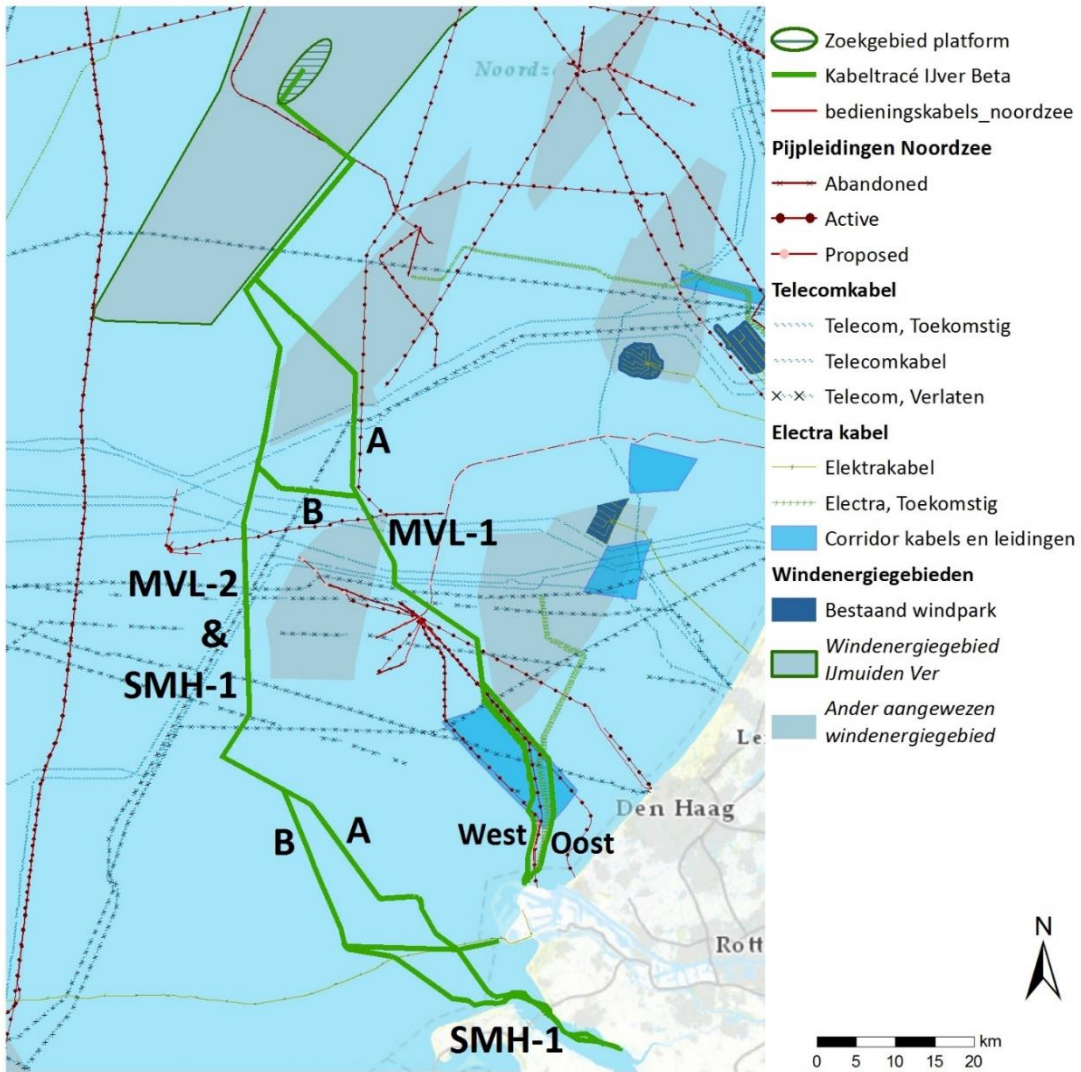 Noordz
A
B
MVL-1
MVL-2
&
SMH-1
Le
Den Haag
B
A
West
Oost
Rott
SMH-1
Zoekgebied platform
Kabeltracé IJver Beta
bedieningskabels_noordzee
Pijpleidingen Noordzee
Abandoned
Active
Proposed
Telecomkabel
Telecom, Toekomstig
Telecomkabel
Telecom, Verlaten
Electra kabel
Elektrakabel
Electra, Toekomstig
Corridor kabels en leidingen
Windenergiegebieden
Bestaand windpark
Windenergiegebied
IJmuiden Ver
Ander aangewezen
windenergiegebied
N
km
0 5 10 20